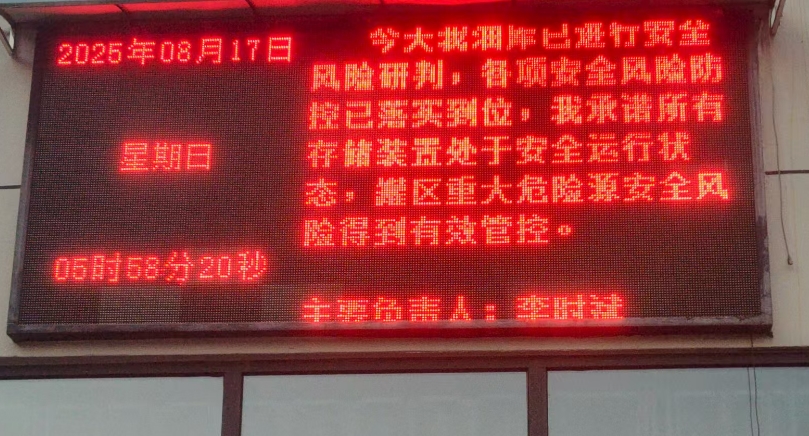 2025年08月17日
星期日
05时58分20秒
今天我油库已进行安全
风险研判，各项安全风险防
控已落实到位，我承诺所有
存储装置处于安全运行状
态，罐区重大危险源安全风
险得到有效管控。
主要负责人：李时斌